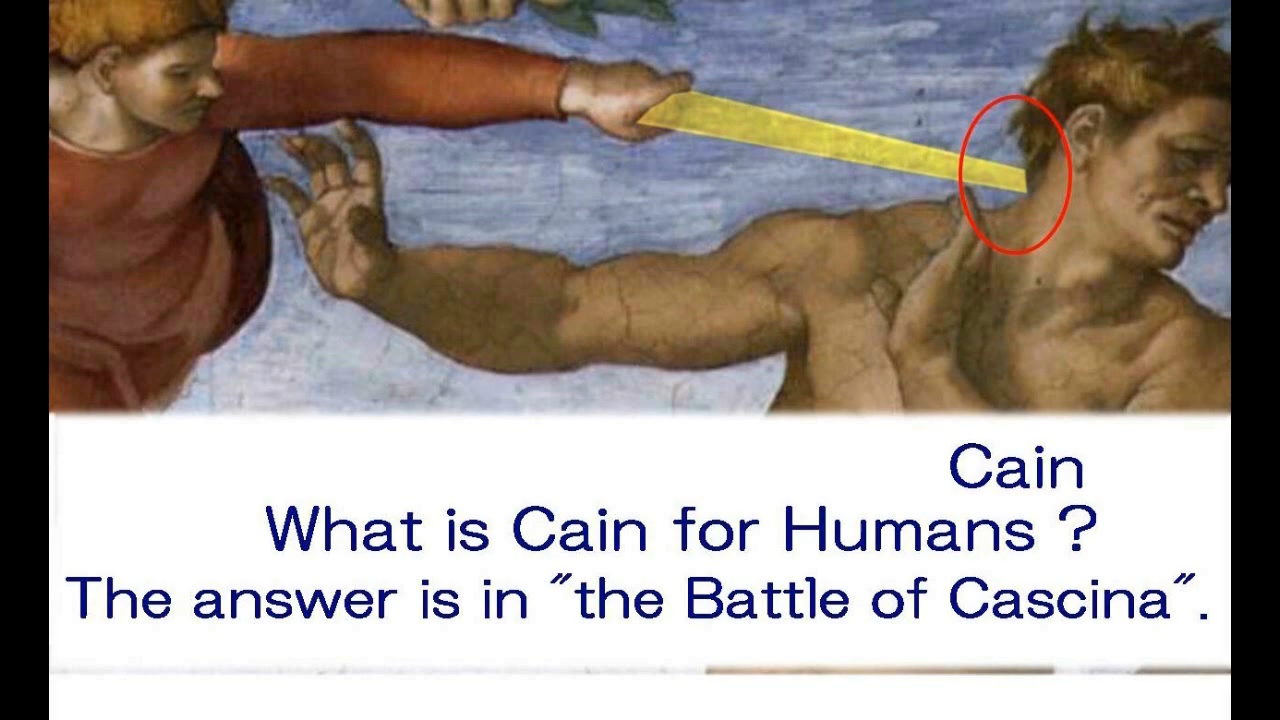 Cain
What is Cain for Humans ?
The answer is in "the Battle of Cascina".